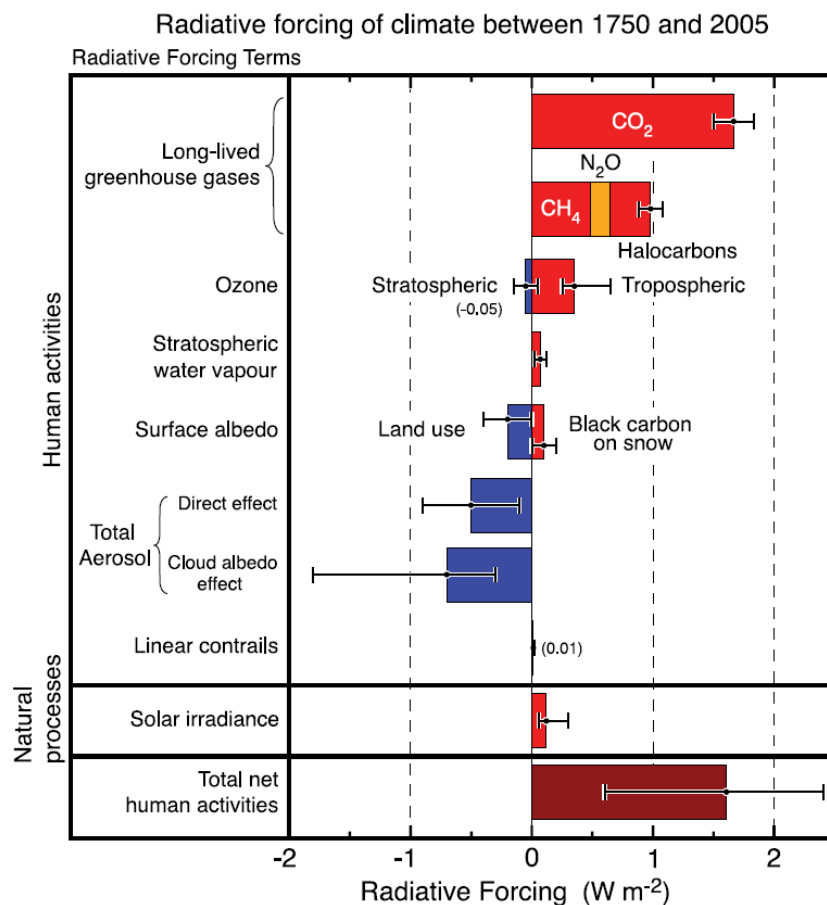 Radiative forcing of climate between 1750 and 2005
Radiative Forcing Terms
Human activities
Long-lived
greenhouse gases
CO₂
N₂O
CH₄
Halocarbons
Ozone
Stratospheric
(-0.05)
Tropospheric
Stratospheric
water vapour
Surface albedo
Land use
Black carbon
on snow
Total
Aerosol
Direct effect
Cloud albedo
effect
Linear contrails
(0.01)
Natural
processes
Solar irradiance
Total net
human activities
-2 -1 0 1 2
Radiative Forcing (W m⁻²)